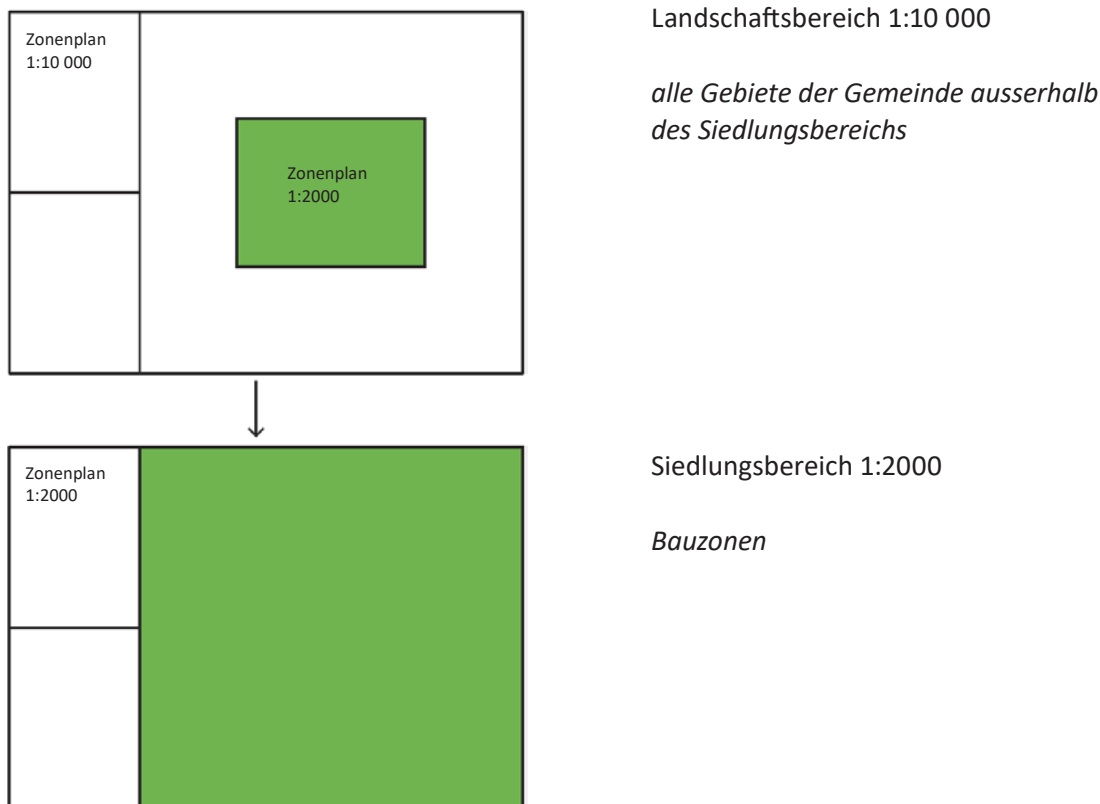 Zonenplan
1:10 000
Zonenplan
1:2000
Landschaftsbereich 1:10 000
alle Gebiete der Gemeinde ausserhalb
des Siedlungsbereichs
Zonenplan
1:2000
Siedlungsbereich 1:2000
Bauzonen